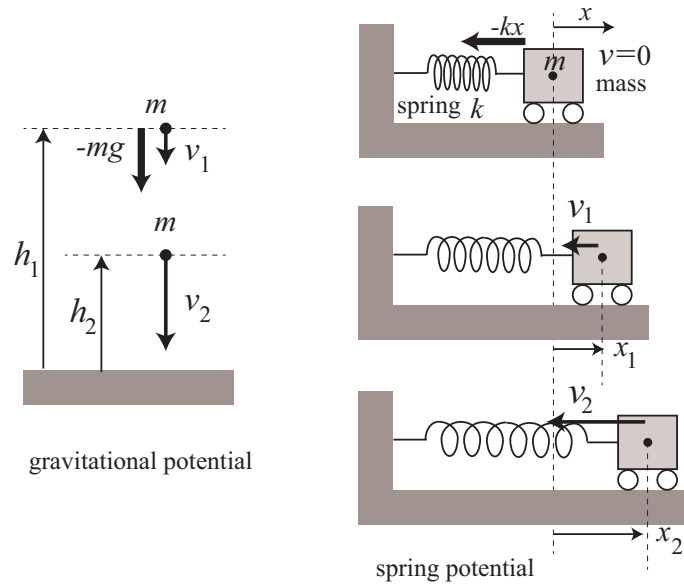 m
-mg
v₁
h₁
m
h₂
v₂
gravitational potential
x
-kx
m
v=0
mass
spring k
v₁
x₁
v₂
x₂
spring potential